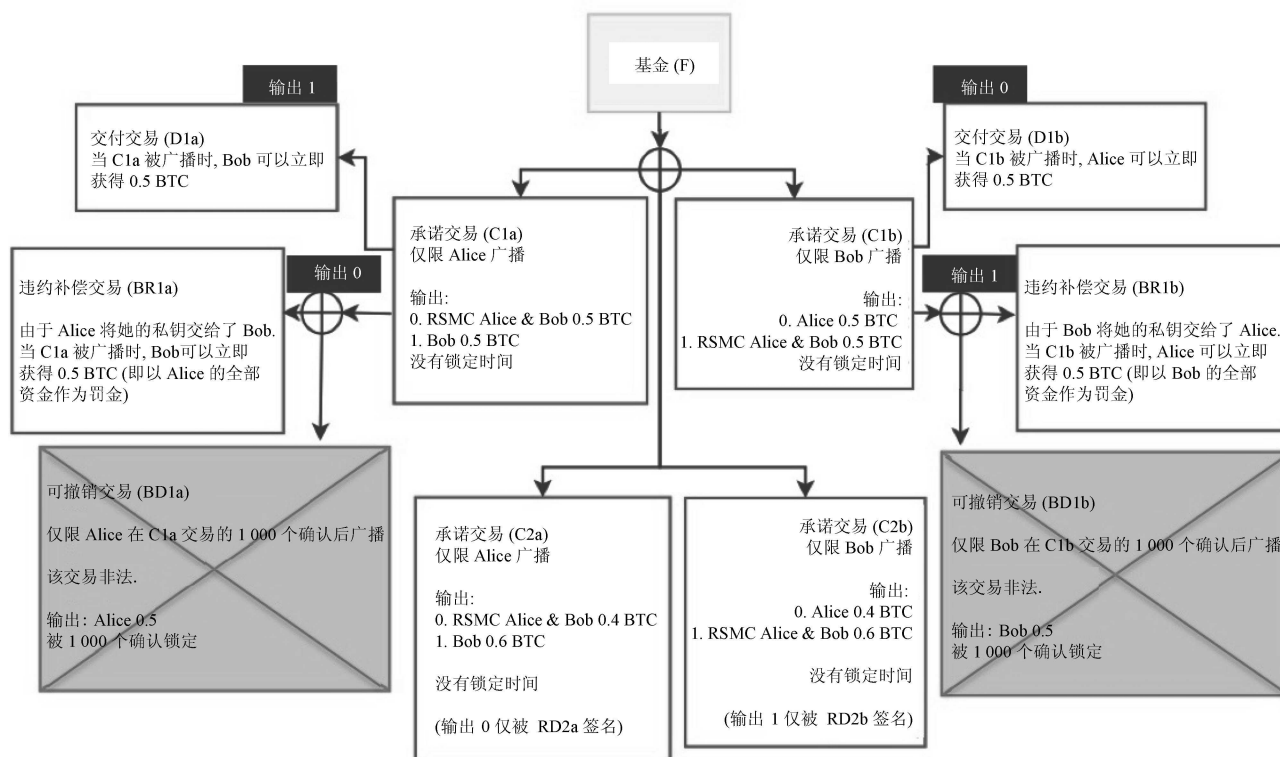 基金 (F)
输出 1
交付交易 (D1a)
当 C1a 被广播时, Bob 可以立即
获得 0.5 BTC
输出 0
交付交易 (D1b)
当 C1b 被广播时, Alice 可以立即
获得 0.5 BTC
承诺交易 (C1a)
仅限 Alice 广播
输出:
0. RSMC Alice & Bob 0.5 BTC
1. Bob 0.5 BTC
没有锁定时间
承诺交易 (C1b)
仅限 Bob 广播
输出:
0. Alice 0.5 BTC
1. RSMC Alice & Bob 0.5 BTC
没有锁定时间
输出 0
违约补偿交易 (BR1a)
由于 Alice 将她的私钥交给了 Bob.
当 C1a 被广播时, Bob可以立即
获得 0.5 BTC (即以 Alice 的全部
资金作为罚金)
输出 1
违约补偿交易 (BR1b)
由于 Bob 将她的私钥交给了 Alice.
当 C1b 被广播时, Alice 可以立即
获得 0.5 BTC (即以 Bob 的全部
资金作为罚金)
可撤销交易 (BD1a)
仅限 Alice 在 C1a 交易的 1 000 个确认后广播
该交易非法.
输出: Alice 0.5
被 1 000 个确认锁定
承诺交易 (C2a)
仅限 Alice 广播
输出:
0. RSMC Alice & Bob 0.4 BTC
1. Bob 0.6 BTC
没有锁定时间
(输出 0 仅被 RD2a 签名)
承诺交易 (C2b)
仅限 Bob 广播
输出:
0. Alice 0.4 BTC
1. RSMC Alice & Bob 0.6 BTC
没有锁定时间
(输出 1 仅被 RD2b 签名)
可撤销交易 (BD1b)
仅限 Bob 在 C1b 交易的 1 000 个确认后广播
该交易非法.
输出: Bob 0.5
被 1 000 个确认锁定